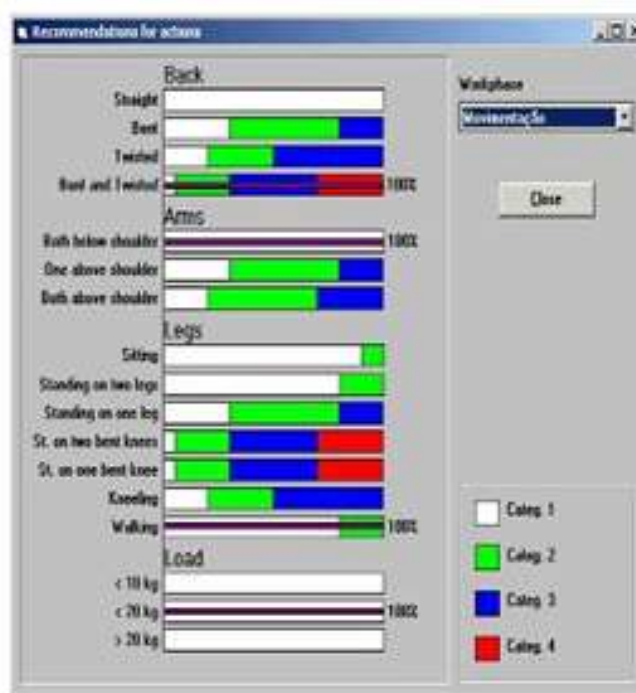 Recommendations for actions
Back
Straight
Bent
Twisted
Bent and Twisted 100%
Arms
Both below shoulder 100%
One above shoulder
Both above shoulder
Legs
Sitting
Standing on two legs
Standing on one leg
St. on two bent knees
St. on one bent knee
Kneeling
Walking 100%
Load
< 10 kg
< 20 kg 100%
> 20 kg
Workphase
Movimentação
Close
Categ. 1
Categ. 2
Categ. 3
Categ. 4